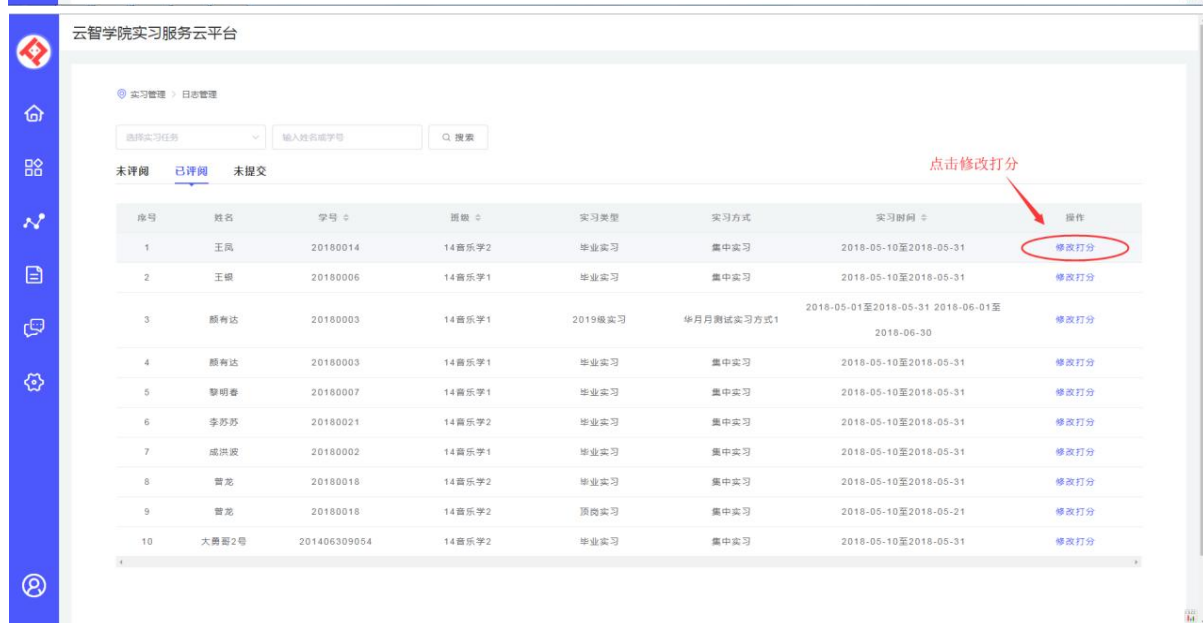 云智学院实习服务云平台
实习管理 > 日志管理
选择实习任务 输入姓名或学号 搜索
点击修改打分
未评阅 已评阅 未提交
序号 姓名 学号 班级 实习类型 实习方式 实习时间 操作
1 王凤 20180014 14音乐学2 毕业实习 集中实习 2018-05-10至2018-05-31 修改打分
2 王银 20180006 14音乐学1 毕业实习 集中实习 2018-05-10至2018-05-31 修改打分
3 颜有达 20180003 14音乐学1 2019级实习 华月月测试实习方式1 2018-05-01至2018-05-31 2018-06-01至 修改打分
2018-06-30
4 颜有达 20180003 14音乐学1 毕业实习 集中实习 2018-05-10至2018-05-31 修改打分
5 黎明春 20180007 14音乐学1 毕业实习 集中实习 2018-05-10至2018-05-31 修改打分
6 李苏苏 20180021 14音乐学2 毕业实习 集中实习 2018-05-10至2018-05-31 修改打分
7 成洪波 20180002 14音乐学1 毕业实习 集中实习 2018-05-10至2018-05-31 修改打分
8 曾龙 20180018 14音乐学2 毕业实习 集中实习 2018-05-10至2018-05-31 修改打分
9 曾龙 20180018 14音乐学2 顶岗实习 集中实习 2018-05-10至2018-05-21 修改打分
10 大勇哥2号 201406309054 14音乐学2 毕业实习 集中实习 2018-05-10至2018-05-31 修改打分